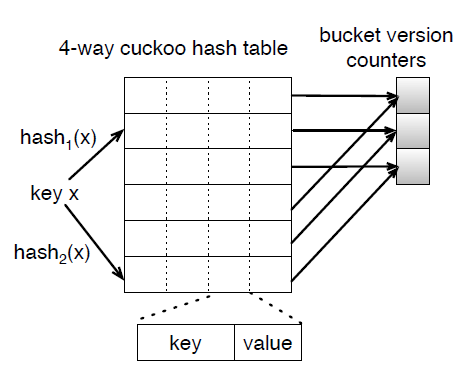 4-way cuckoo hash table
bucket version
counters
hash₁(x)
key x
hash₂(x)
key
value